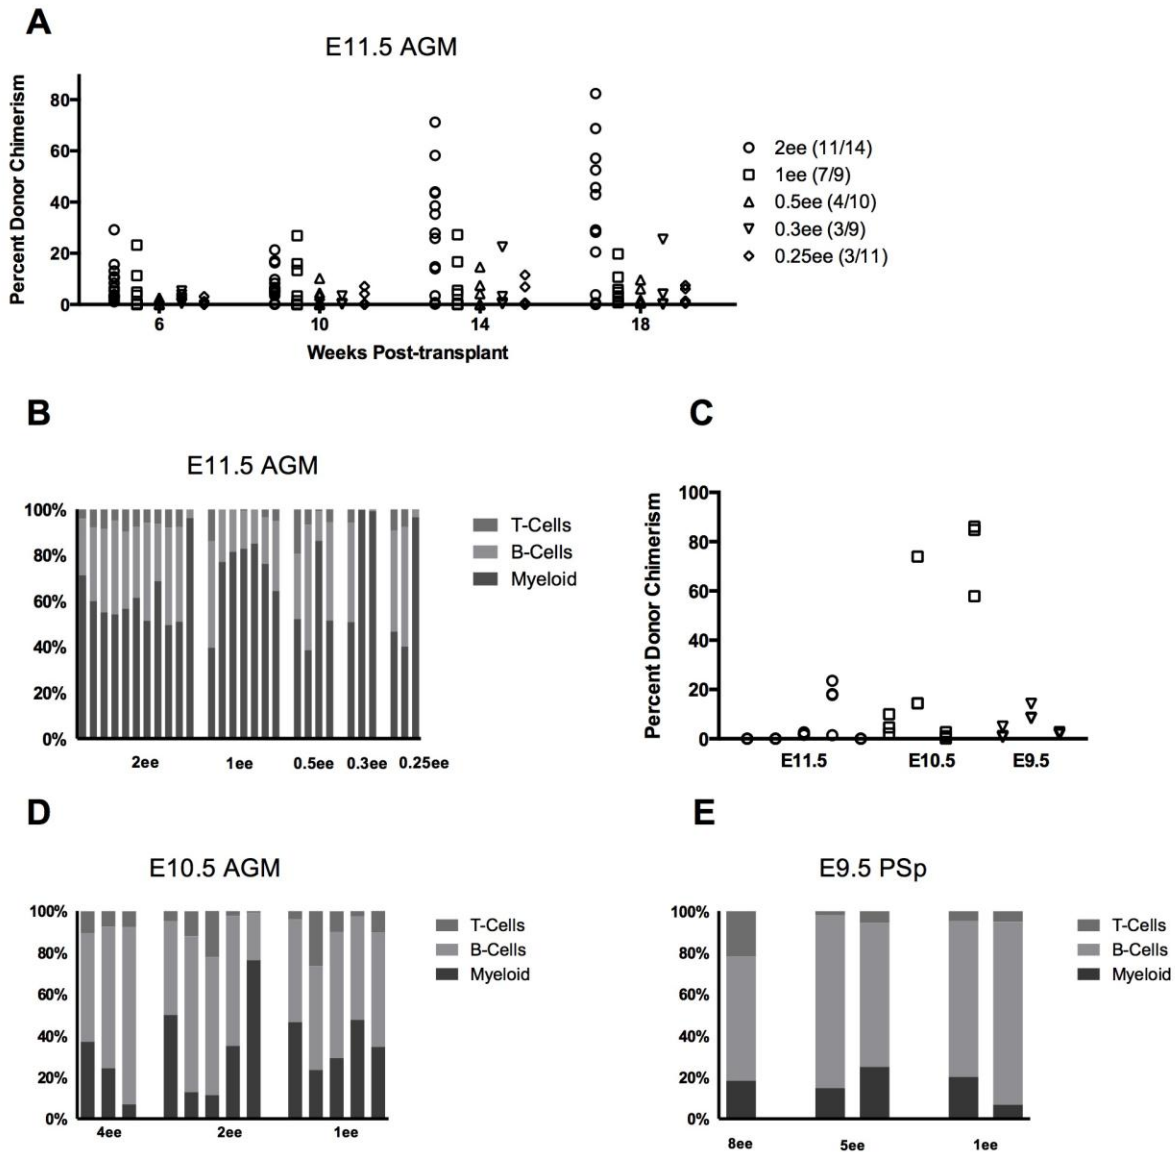 A
E11.5 AGM
Percent Donor Chimerism
80
60
40
20
0
6 10 14 18
Weeks Post-transplant
2ee (11/14)
1ee (7/9)
0.5ee (4/10)
0.3ee (3/9)
0.25ee (3/11)
B
E11.5 AGM
100%
80%
60%
40%
20%
0%
2ee 1ee 0.5ee 0.3ee 0.25ee
T-Cells
B-Cells
Myeloid
C
Percent Donor Chimerism
100
80
60
40
20
0
E11.5 E10.5 E9.5
D
E10.5 AGM
100%
80%
60%
40%
20%
0%
4ee 2ee 1ee
T-Cells
B-Cells
Myeloid
E
E9.5 PSp
100%
80%
60%
40%
20%
0%
8ee 5ee 1ee
T-Cells
B-Cells
Myeloid